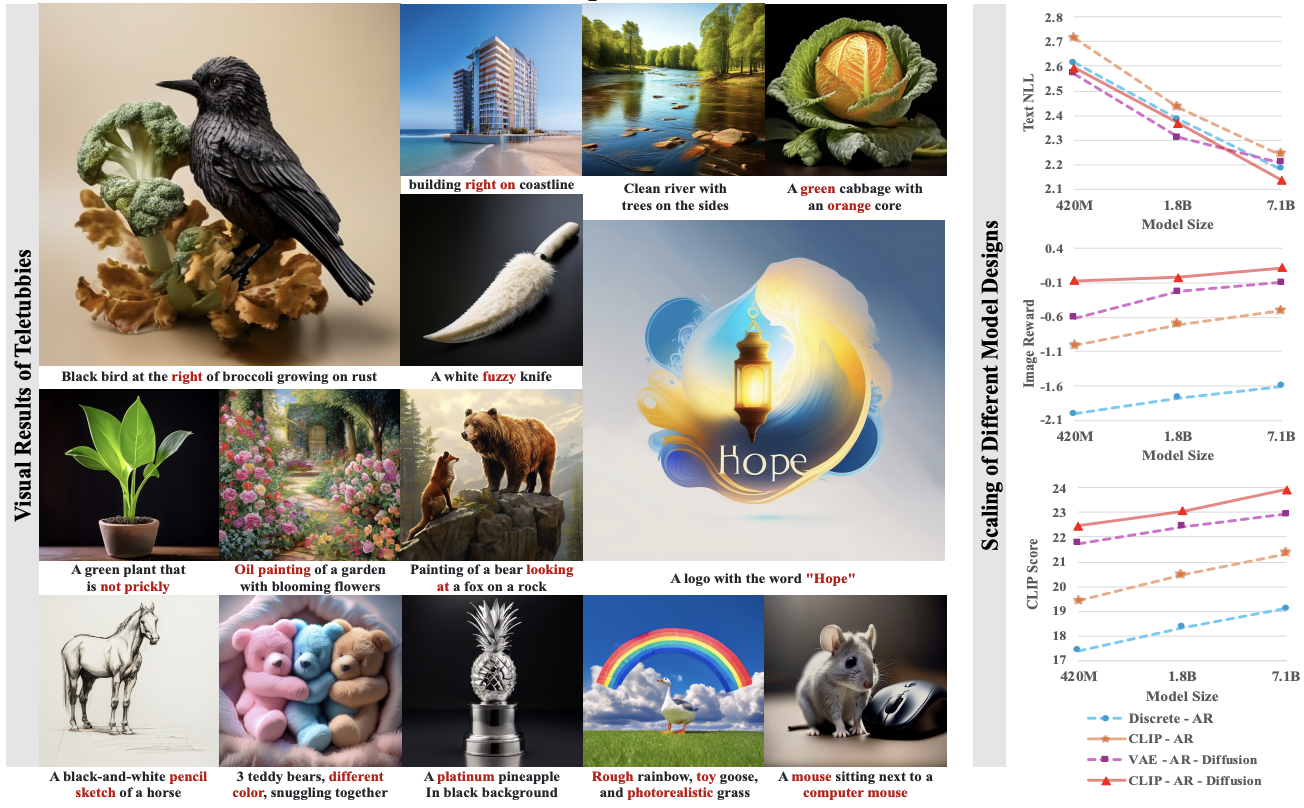 Visual Results of Teletubbies
building right on coastline
Clean river with
trees on the sides
A green cabbage with
an orange core
Black bird at the right of broccoli growing on rust
A white fuzzy knife
Hope
A green plant that
is not prickly
Oil painting of a garden
with blooming flowers
Painting of a bear looking
at a fox on a rock
A logo with the word "Hope"
A black-and-white pencil
sketch of a horse
3 teddy bears, different
color, snuggling together
A platinum pineapple
In black background
Rough rainbow, toy goose,
and photorealistic grass
A mouse sitting next to a
computer mouse
Scaling of Different Model Designs
Text NLL
2.8
2.7
2.6
2.5
2.4
2.3
2.2
2.1
420M 1.8B 7.1B
Model Size
Image Reward
0.4
-0.1
-0.6
-1.1
-1.6
-2.1
420M 1.8B 7.1B
Model Size
CLIP Score
24
23
22
21
20
19
18
17
420M 1.8B 7.1B
Model Size
Discrete - AR
CLIP - AR
VAE - AR - Diffusion
CLIP - AR - Diffusion